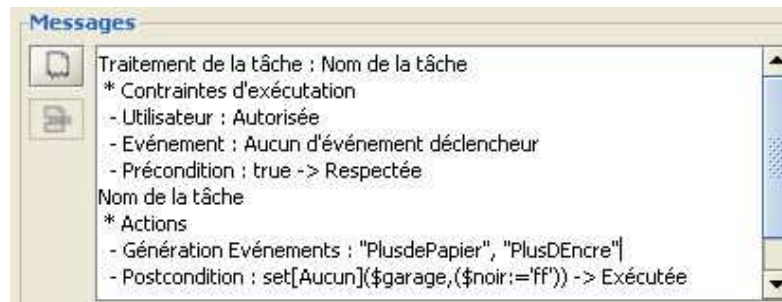 Messages
Traitement de la tâche : Nom de la tâche
* Contraintes d'exécutation
- Utilisateur : Autorisée
- Evénement : Aucun d'événement déclencheur
- Précondition : true -> Respectée
Nom de la tâche
* Actions
- Génération Evénements : "PlusdePapier", "PlusDEncre"
- Postcondition : set[Aucun]($garage,($noir:='ff')) -> Exécutée